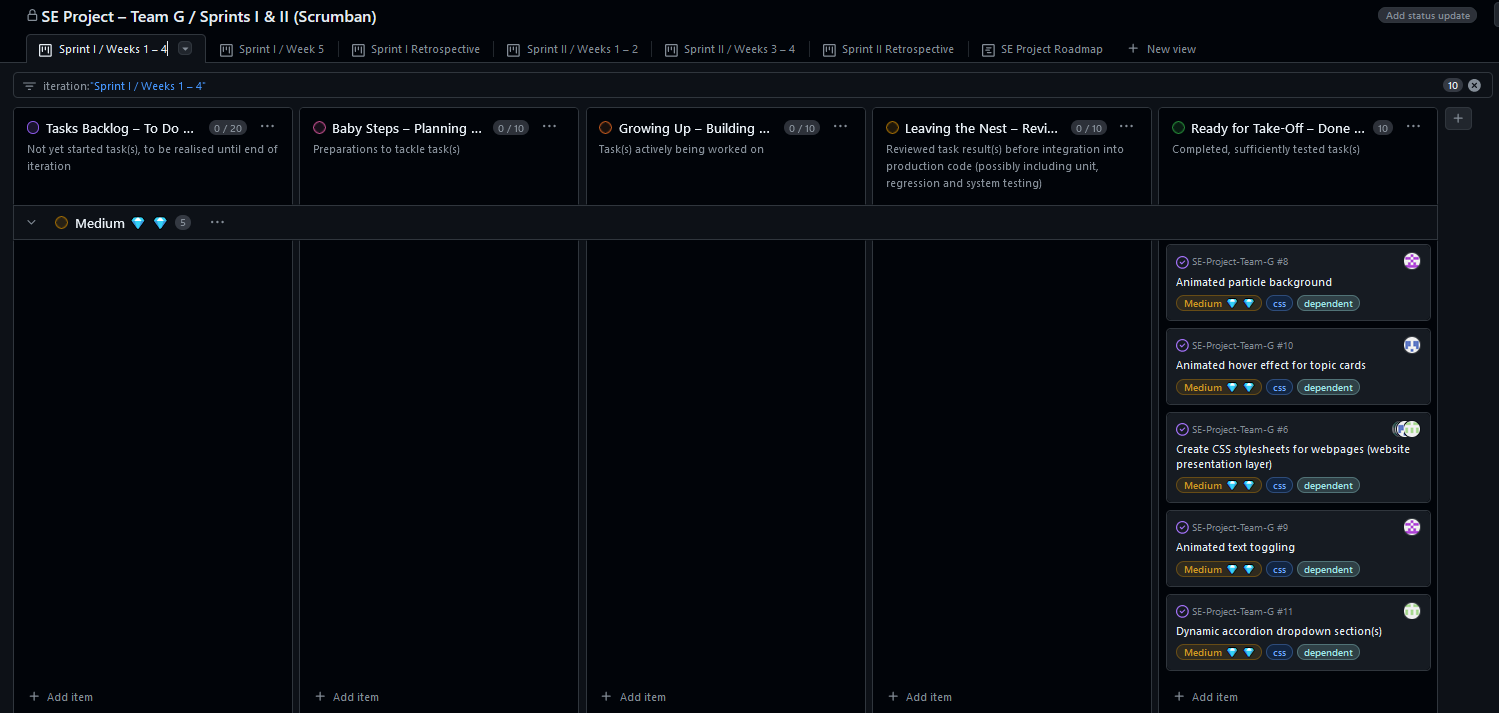 SE Project – Team G / Sprints I & II (Scrumban)
Add status update
Sprint I / Weeks 1 – 4
Sprint I / Week 5
Sprint I Retrospective
Sprint II / Weeks 1 – 2
Sprint II / Weeks 3 – 4
Sprint II Retrospective
SE Project Roadmap
New view
iteration:"Sprint I / Weeks 1 – 4"
10
Tasks Backlog – To Do ...
0 / 20
Not yet started task(s), to be realised until end of
iteration
Baby Steps – Planning ...
0 / 10
Preparations to tackle task(s)
Growing Up – Building ...
0 / 10
Task(s) actively being worked on
Leaving the Nest – Revi...
0 / 10
Reviewed task result(s) before integration into
production code (possibly including unit,
regression and system testing)
Ready for Take-Off – Done ...
10
Completed, sufficiently tested task(s)
Medium 💎 💎 5
SE-Project-Team-G #8
Animated particle background
Medium 💎 💎 css dependent
SE-Project-Team-G #10
Animated hover effect for topic cards
Medium 💎 💎 css dependent
SE-Project-Team-G #6
Create CSS stylesheets for webpages (website
presentation layer)
Medium 💎 💎 css dependent
SE-Project-Team-G #9
Animated text toggling
Medium 💎 💎 css dependent
SE-Project-Team-G #11
Dynamic accordion dropdown section(s)
Medium 💎 💎 css dependent
Add item
Add item
Add item
Add item
Add item